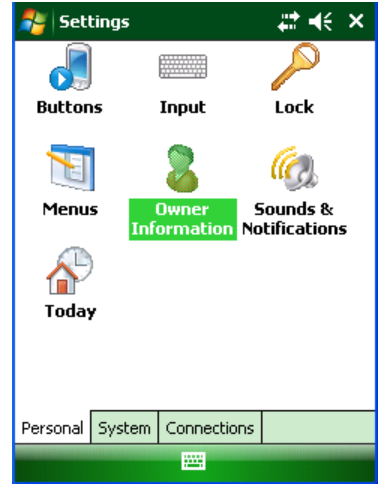 Settings
Buttons
Input
Lock
Menus
Owner
Information
Sounds &
Notifications
Today
Personal
System
Connections